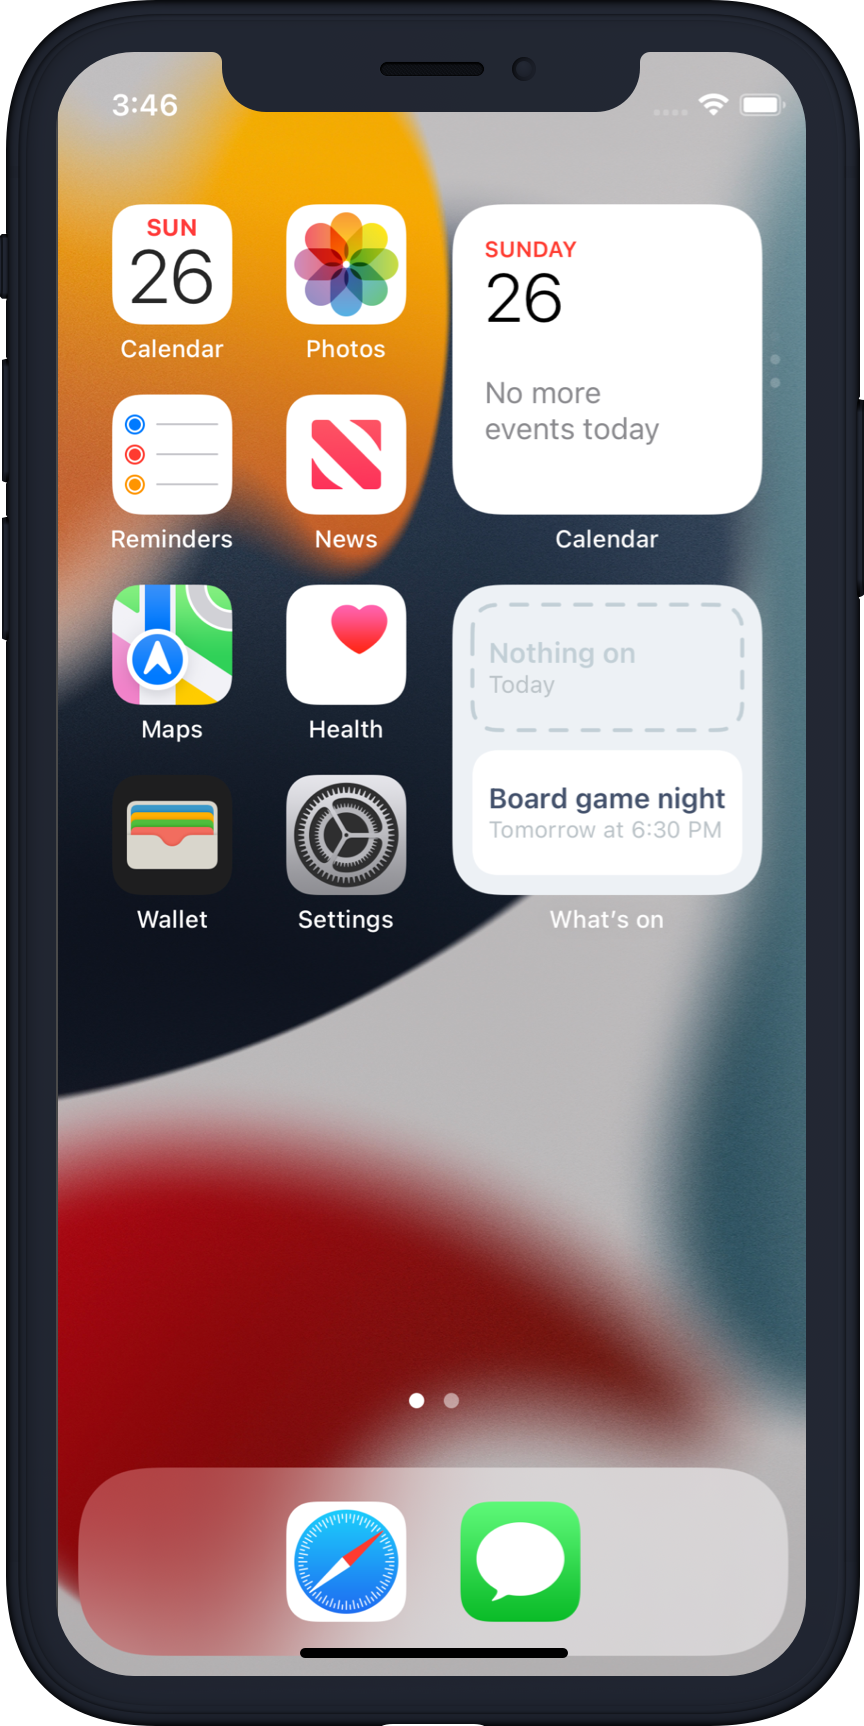 3:46
SUN
26
Calendar
Photos
SUNDAY
26
No more
events today
Reminders
News
Calendar
Maps
Health
Nothing on
Today
Board game night
Tomorrow at 6:30 PM
Wallet
Settings
What's on